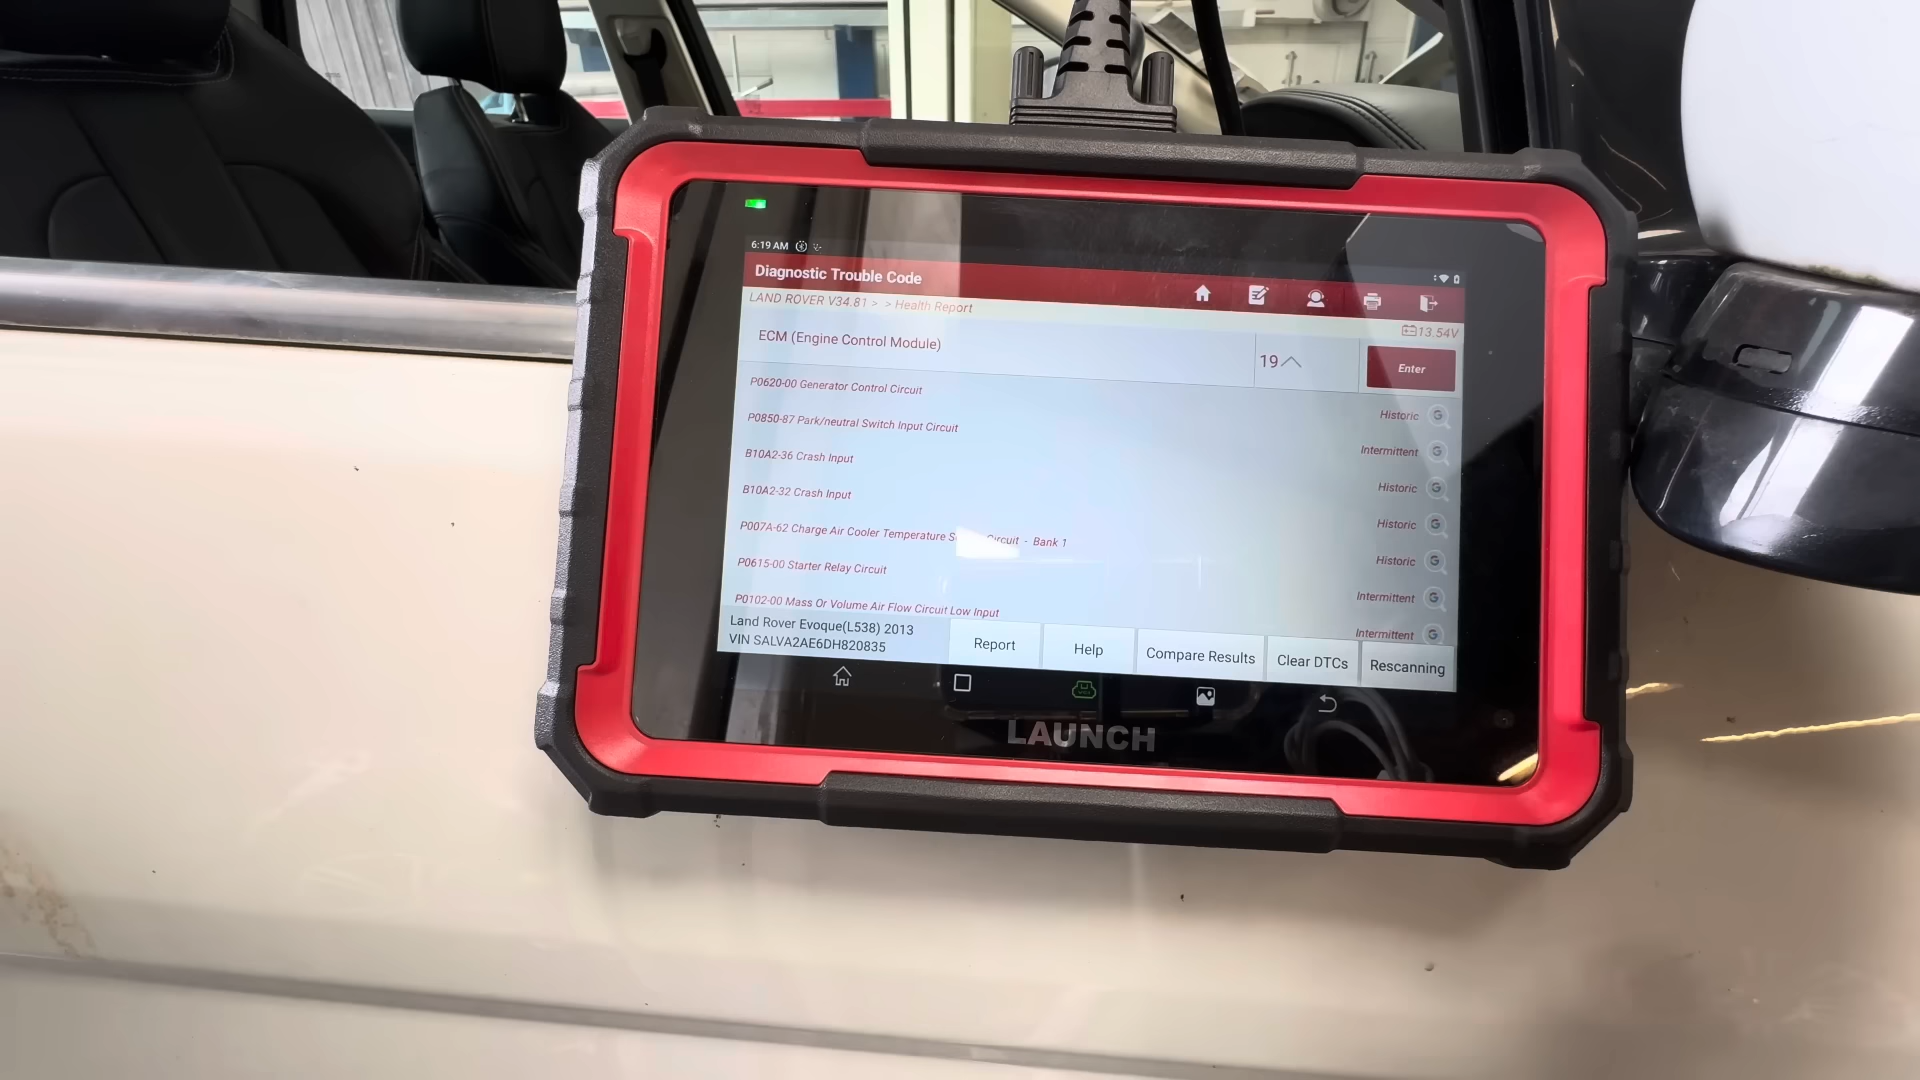 6:19 AM
Diagnostic Trouble Code
LAND ROVER V34.81 > > Health Report
13.54V
ECM (Engine Control Module)
19
Enter
P0620-00 Generator Control Circuit
Historic
P0850-87 Park/neutral Switch Input Circuit
Intermittent
B10A2-36 Crash Input
Historic
B10A2-32 Crash Input
Historic
P007A-62 Charge Air Cooler Temperature Circuit - Bank 1
Historic
P0615-00 Starter Relay Circuit
Intermittent
P0102-00 Mass Or Volume Air Flow Circuit Low Input
Intermittent
Land Rover Evoque(L538) 2013
VIN SALVA2AE6DH820835
Report
Help
Compare Results
Clear DTCs
Rescanning
LAUNCH